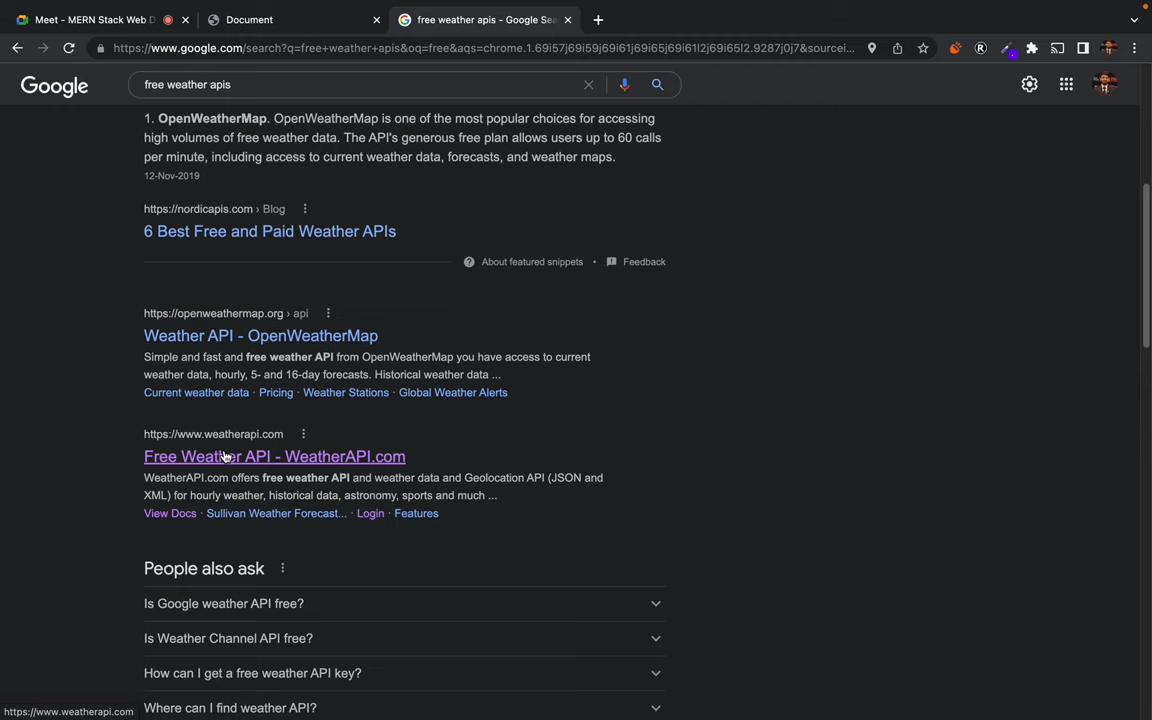 Meet - MERN Stack Web D
Document
free weather apis - Google Sea
https://www.google.com/search?q=free+weather+apis&oq=free&aqs=chrome.1.69i57j69i59j69i61j69i65j69i61l2j69i65l2.9287j0j7&sourcei...
Google
free weather apis
1. OpenWeatherMap. OpenWeatherMap is one of the most popular choices for accessing
high volumes of free weather data. The API's generous free plan allows users up to 60 calls
per minute, including access to current weather data, forecasts, and weather maps.
12-Nov-2019
https://nordicapis.com › Blog
6 Best Free and Paid Weather APIs
About featured snippets • Feedback
https://openweathermap.org › api
Weather API - OpenWeatherMap
Simple and fast and free weather API from OpenWeatherMap you have access to current
weather data, hourly, 5- and 16-day forecasts. Historical weather data ...
Current weather data · Pricing · Weather Stations · Global Weather Alerts
https://www.weatherapi.com
Free Weather API - WeatherAPI.com
WeatherAPI.com offers free weather API and weather data and Geolocation API (JSON and
XML) for hourly weather, historical data, astronomy, sports and much ...
View Docs · Sullivan Weather Forecast... · Login · Features
People also ask
Is Google weather API free?
Is Weather Channel API free?
How can I get a free weather API key?
Where can I find weather API?
https://www.weatherapi.com